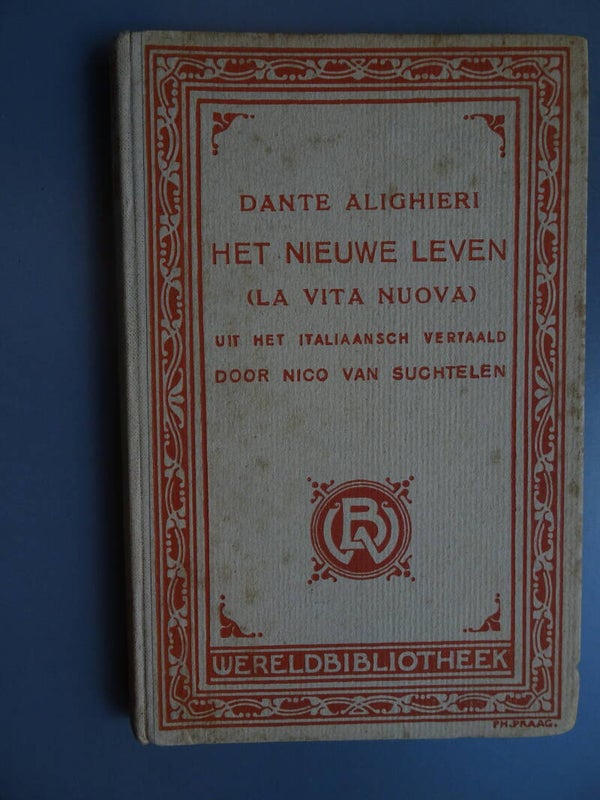 DANTE ALIGHIERI
HET NIEUWE LEVEN
(LA VITA NUOVA)
UIT HET ITALIAANSCH VERTAALD
DOOR NICO VAN SUCHTELEN
WB
WERELDBIBLIOTHEEK
PH.PRAAG.